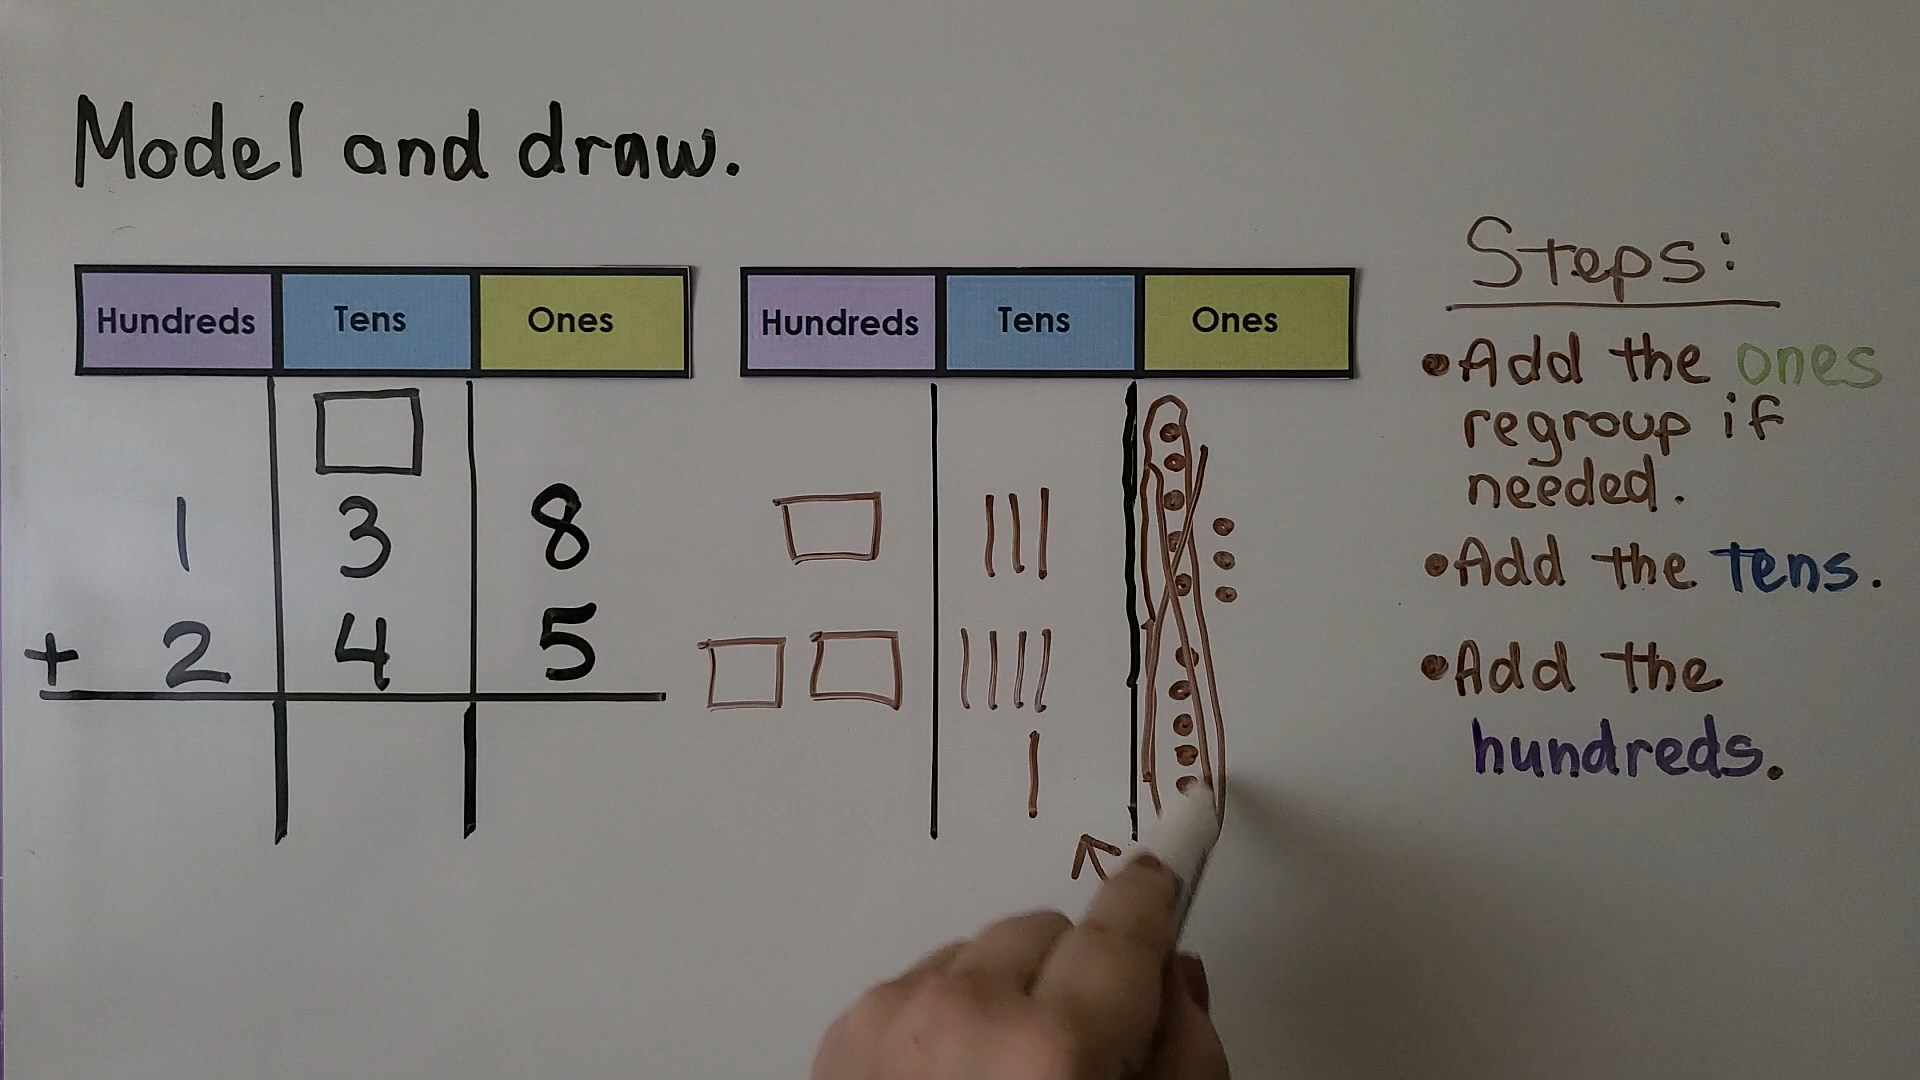 Model and draw.
Hundreds Tens Ones
1 3 8
+ 2 4 5
Hundreds Tens Ones
Steps:
• Add the ones
regroup if
needed.
• Add the tens.
• Add the
hundreds.